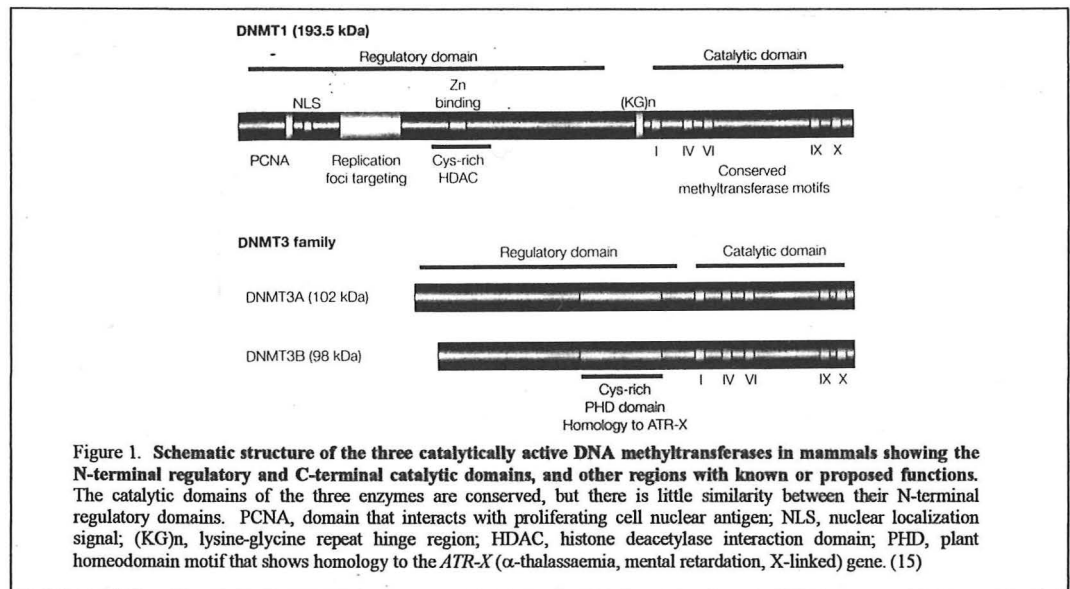 DNMT1 (193.5 kDa)
Regulatory domain
Catalytic domain
Zn
binding
NLS
(KG)n
PCNA
Replication
foci targeting
Cys-rich
HDAC
I IV VI IX X
Conserved
methyltransferase motifs
DNMT3 family
Regulatory domain
Catalytic domain
DNMT3A (102 kDa)
DNMT3B (98 kDa)
I IV VI IX X
Cys-rich
PHD domain
Homology to ATR-X
Figure 1. Schematic structure of the three catalytically active DNA methyltransferases in mammals showing the
N-terminal regulatory and C-terminal catalytic domains, and other regions with known or proposed functions.
The catalytic domains of the three enzymes are conserved, but there is little similarity between their N-terminal
regulatory domains. PCNA, domain that interacts with proliferating cell nuclear antigen; NLS, nuclear localization
signal; (KG)n, lysine-glycine repeat hinge region; HDAC, histone deacetylase interaction domain; PHD, plant
homeodomain motif that shows homology to the ATR-X (α-thalassaemia, mental retardation, X-linked) gene. (15)